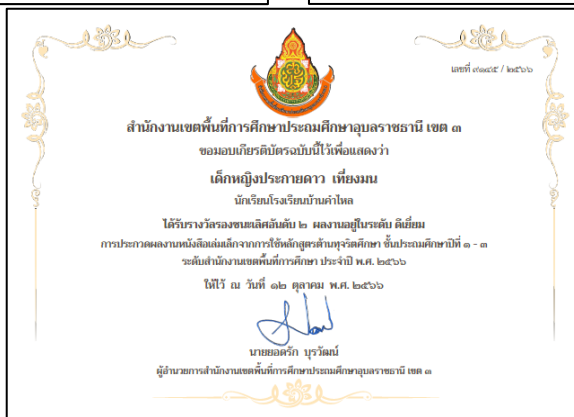 เลขที่ ๙๑๔๕ / ๒๕๖๖
สำนักงานเขตพื้นที่การศึกษาประถมศึกษาอุบลราชธานี เขต ๓
ขอมอบเกียรติบัตรฉบับนี้ไว้เพื่อแสดงว่า
เด็กหญิงประกายดาว เที่ยงมน
นักเรียนโรงเรียนบ้านคำไหล
ได้รับรางวัลรองชนะเลิศอันดับ ๒ ผลงานอยู่ในระดับ ดีเยี่ยม
การประกวดผลงานหนังสือเล่มเล็กจากการใช้หลักสูตรต้านทุจริตศึกษา ชั้นประถมศึกษาปีที่ ๑ - ๓
ระดับสำนักงานเขตพื้นที่การศึกษา ประจำปี พ.ศ. ๒๕๖๖
ให้ไว้ ณ วันที่ ๑๒ ตุลาคม พ.ศ. ๒๕๖๖
นายยอดรัก บุรวัฒน์
ผู้อำนวยการสำนักงานเขตพื้นที่การศึกษาประถมศึกษาอุบลราชธานี เขต ๓